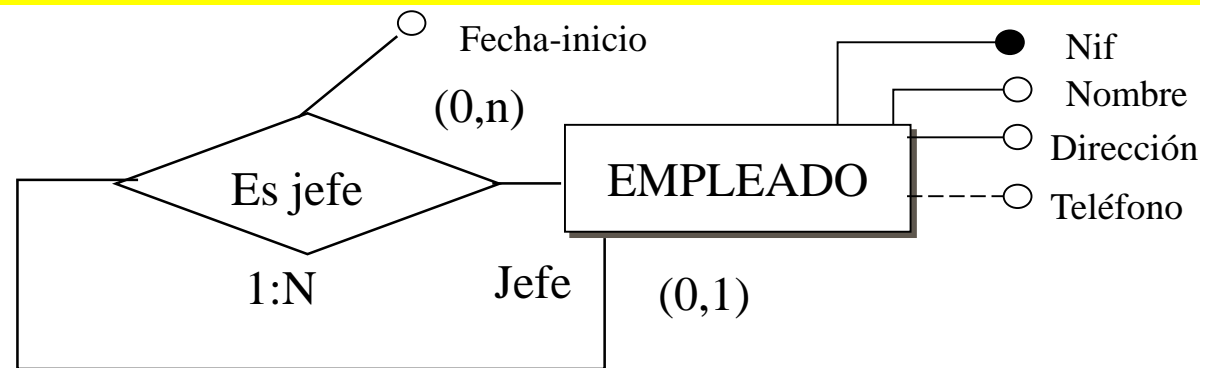 Fecha-inicio
Nif
Nombre
(0,n)
Dirección
EMPLEADO
Es jefe
Teléfono
1:N
Jefe
(0,1)